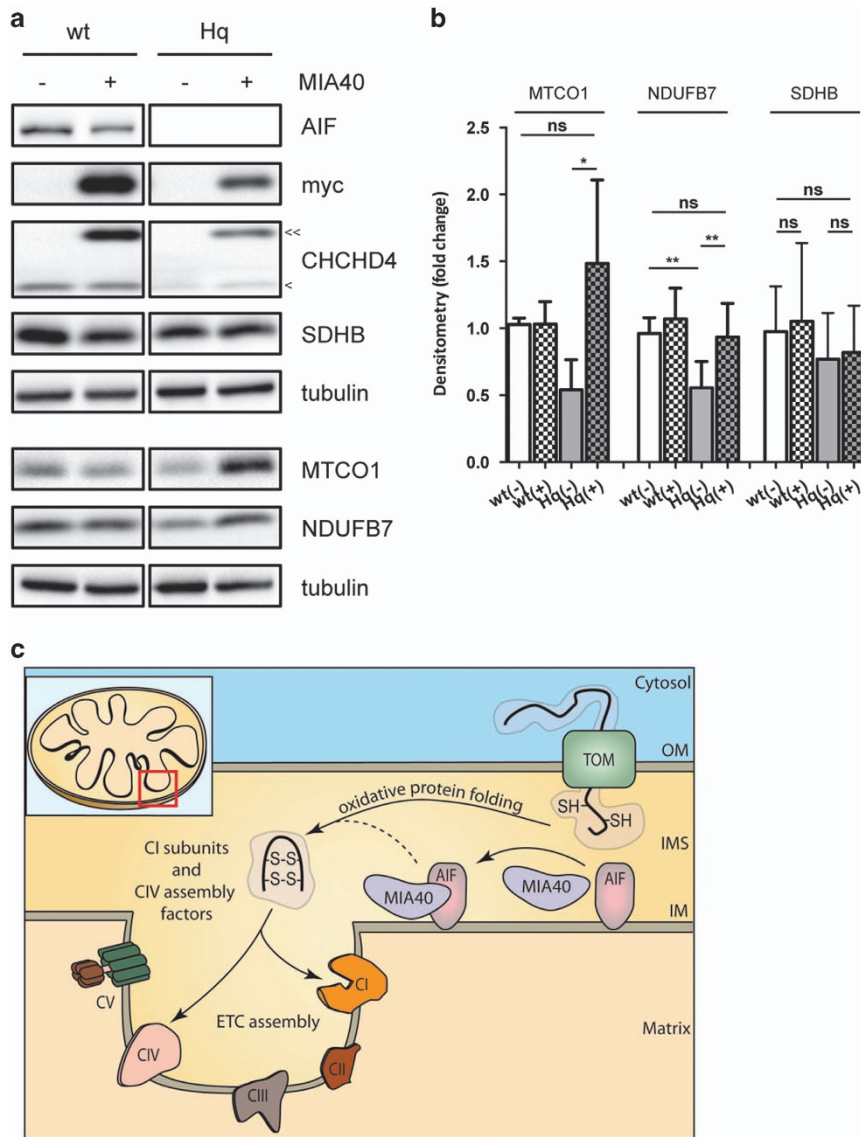 a
wt Hq
- + - + MIA40
AIF
myc
CHCHD4
<<
<
SDHB
tubulin
MTCO1
NDUFB7
tubulin
b
MTCO1 NDUFB7 SDHB
Densitometry (fold change)
2.5
2.0
1.5
1.0
0.5
0.0
ns
*
ns
** **
ns
ns ns
wt(-) wt(+) Hq(-) Hq(+) wt(-) wt(+) Hq(-) Hq(+) wt(-) wt(+) Hq(-) Hq(+)
c
Cytosol
OM
TOM
oxidative protein folding
SH
-SH
IMS
-S-S-
-S-S-
CI subunits
and
CIV assembly
factors
MIA40
AIF
MIA40
AIF
IM
CV
CI
ETC assembly
Matrix
CIV
CII
CIII